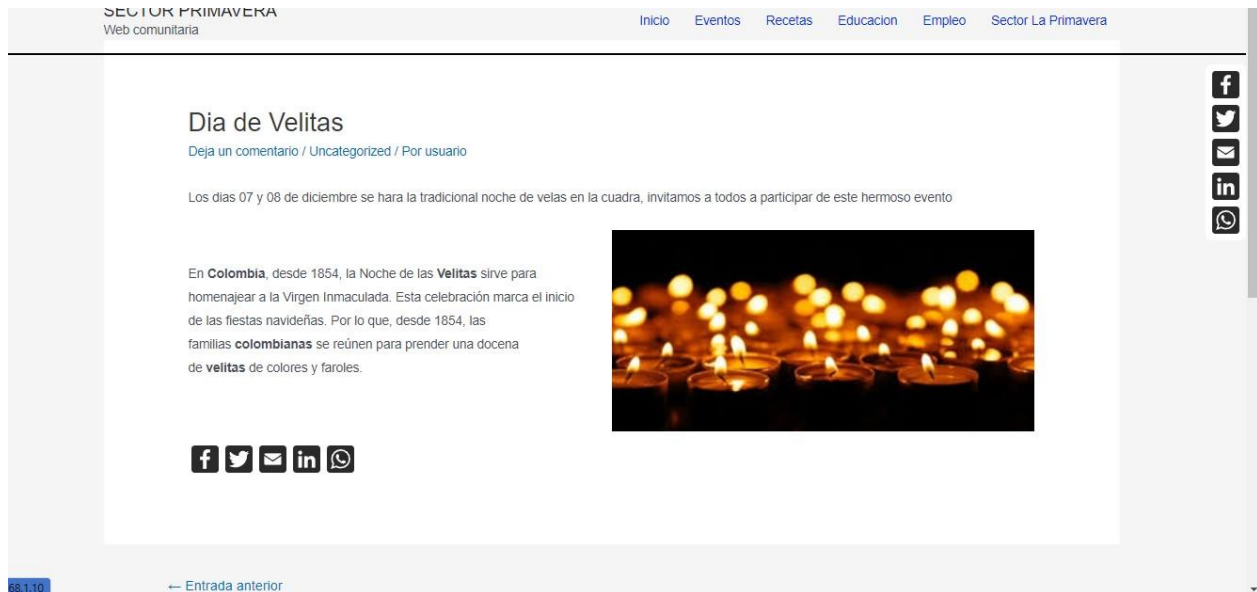 SECTOR PRIMAVERA
Web comunitaria
Inicio Eventos Recetas Educacion Empleo Sector La Primavera
Dia de Velitas
Deja un comentario / Uncategorized / Por usuario
Los dias 07 y 08 de diciembre se hara la tradicional noche de velas en la cuadra, invitamos a todos a participar de este hermoso evento
En Colombia, desde 1854, la Noche de las Velitas sirve para
homenajear a la Virgen Inmaculada. Esta celebración marca el inicio
de las fiestas navideñas. Por lo que, desde 1854, las
familias colombianas se reúnen para prender una docena
de velitas de colores y faroles.
← Entrada anterior
68.1.10